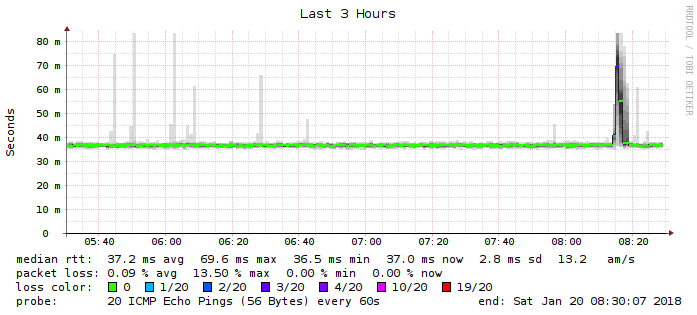 Last 3 Hours
RRDTOOL / TOBI OETIKER
Seconds
80 m
70 m
60 m
50 m
40 m
30 m
20 m
10 m
0
05:40 06:00 06:20 06:40 07:00 07:20 07:40 08:00 08:20
median rtt: 37.2 ms avg 69.6 ms max 36.5 ms min 37.0 ms now 2.8 ms sd 13.2 am/s
packet loss: 0.09 % avg 13.50 % max 0.00 % min 0.00 % now
loss color: 0 1/20 2/20 3/20 4/20 10/20 19/20
probe: 20 ICMP Echo Pings (56 Bytes) every 60s end: Sat Jan 20 08:30:07 2018